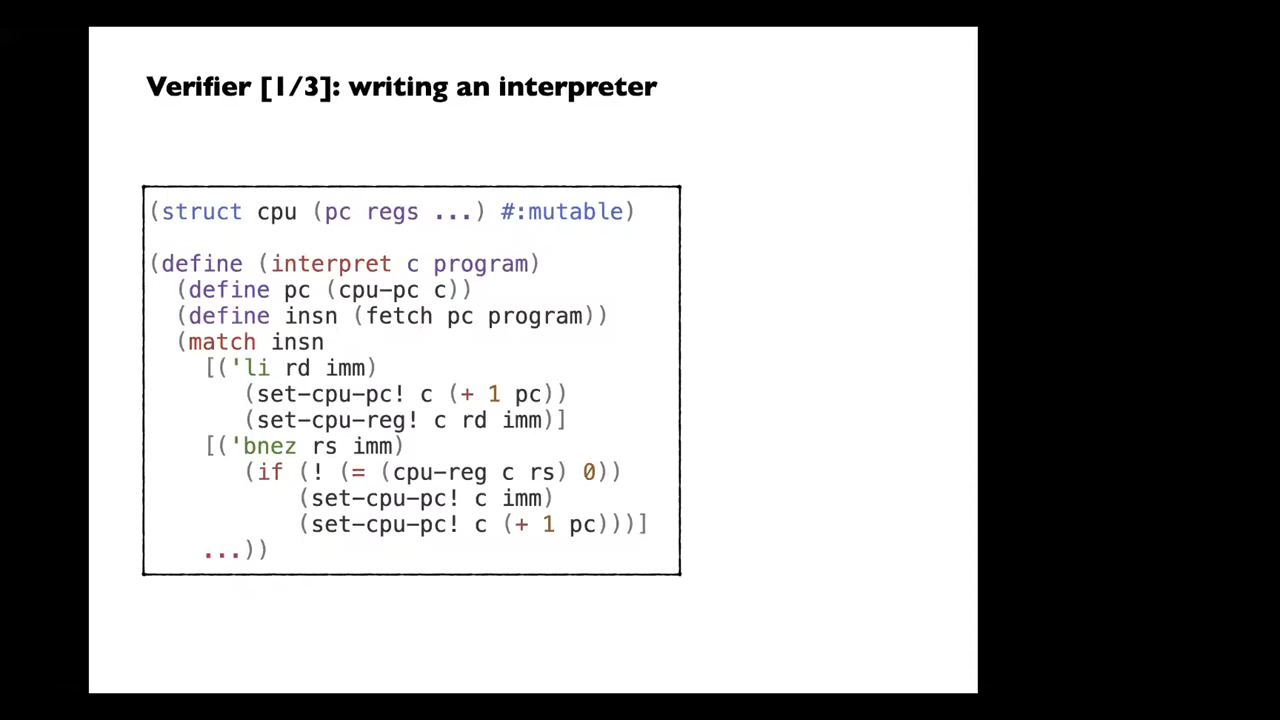 Verifier [1/3]: writing an interpreter
(struct cpu (pc regs ...) #:mutable)
(define (interpret c program)
  (define pc (cpu-pc c))
  (define insn (fetch pc program))
  (match insn
    [('li rd imm)
       (set-cpu-pc! c (+ 1 pc))
       (set-cpu-reg! c rd imm)]
    [('bnez rs imm)
       (if (! (= (cpu-reg c rs) 0))
           (set-cpu-pc! c imm)
           (set-cpu-pc! c (+ 1 pc)))]
    ...))